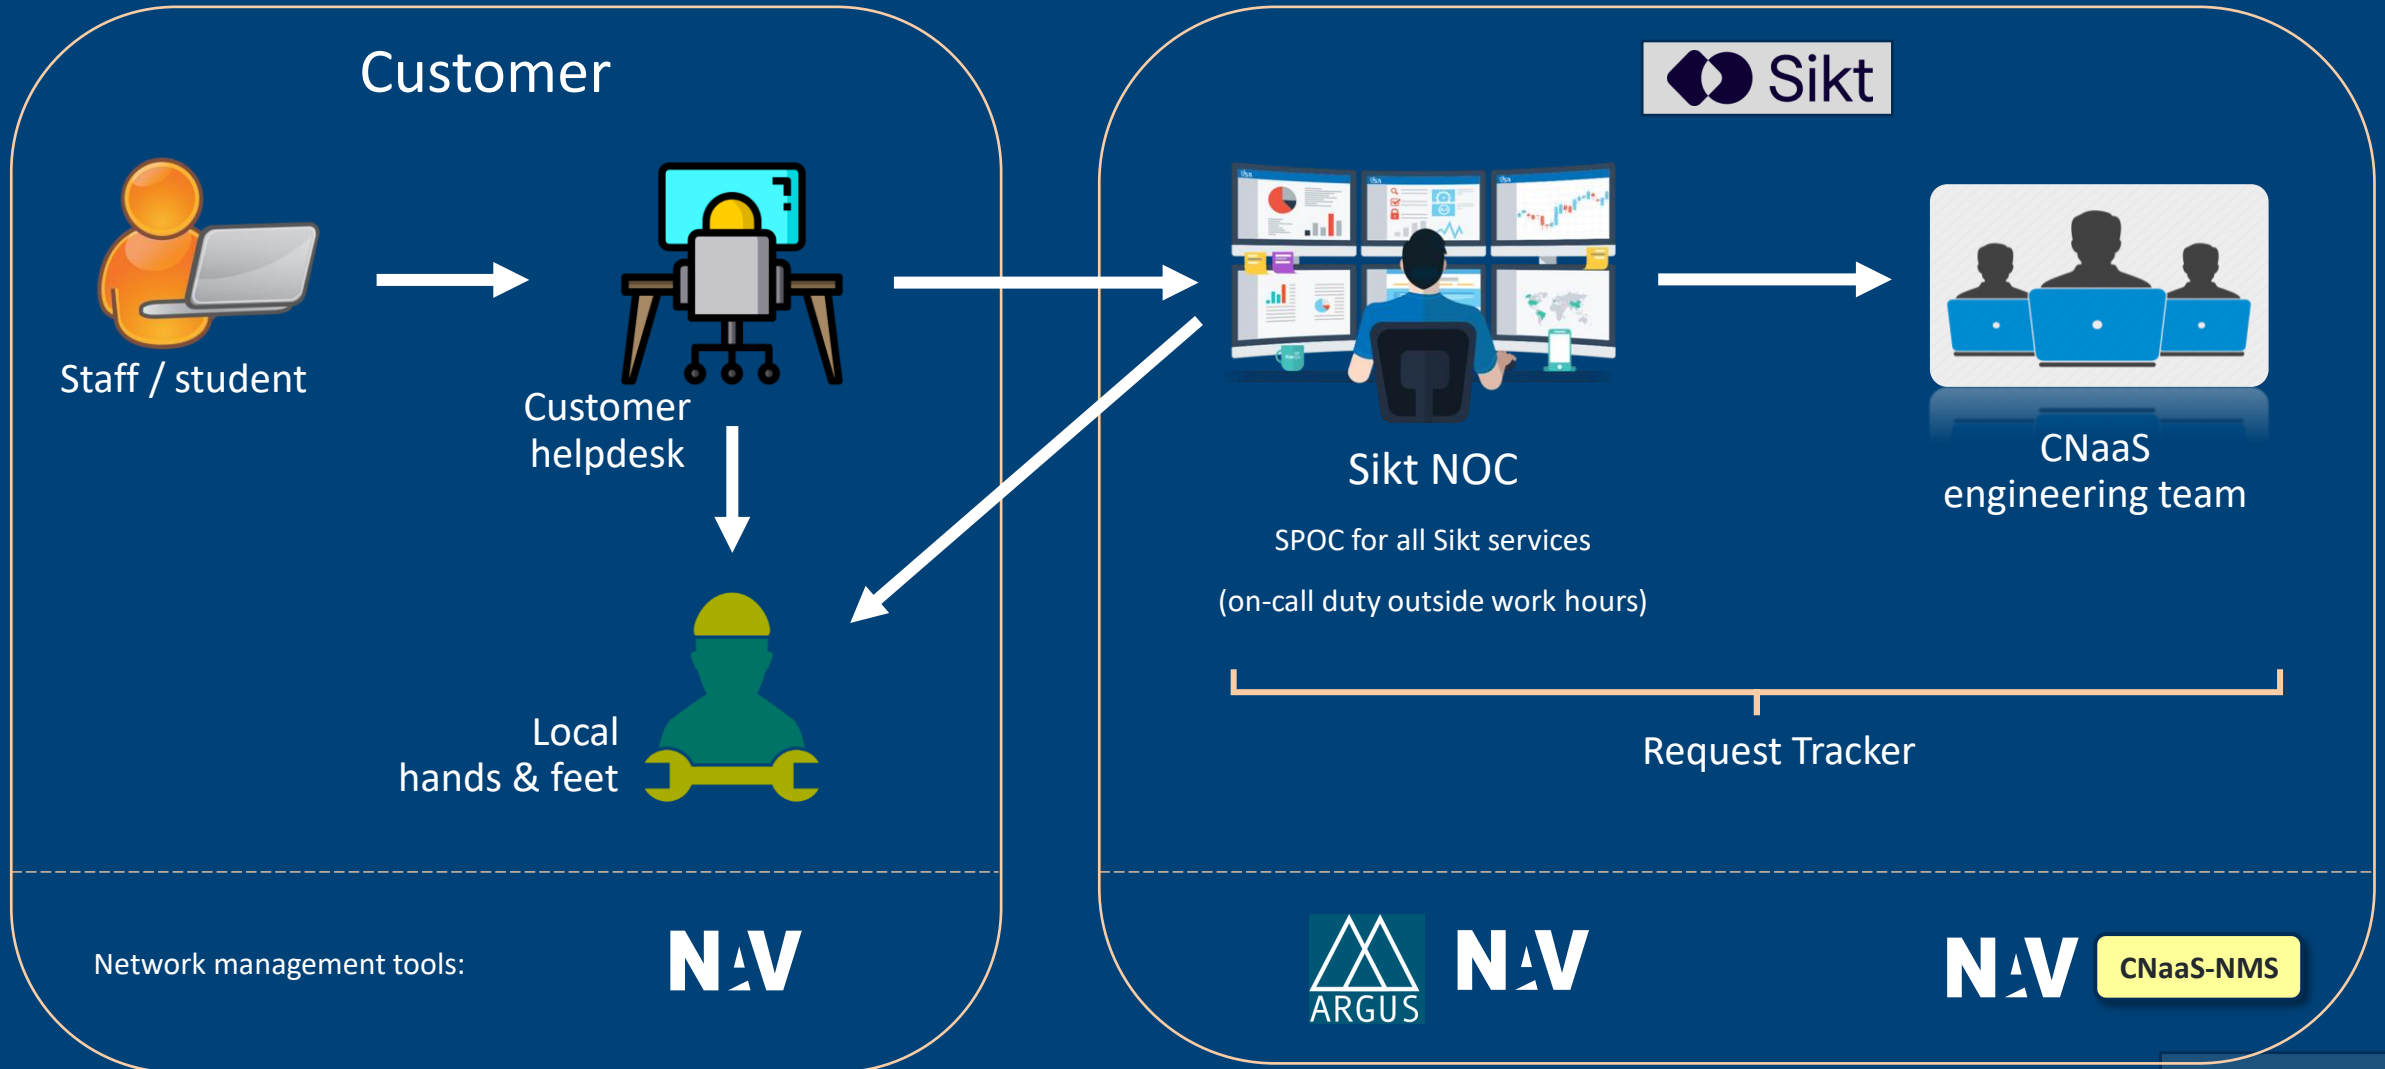 Customer
Sikt
Staff / student
Customer
helpdesk
Sikt NOC
SPOC for all Sikt services
(on-call duty outside work hours)
CNaaS
engineering team
Local
hands & feet
Request Tracker
Network management tools:
NAV
ARGUS
NAV
NAV
CNaaS-NMS